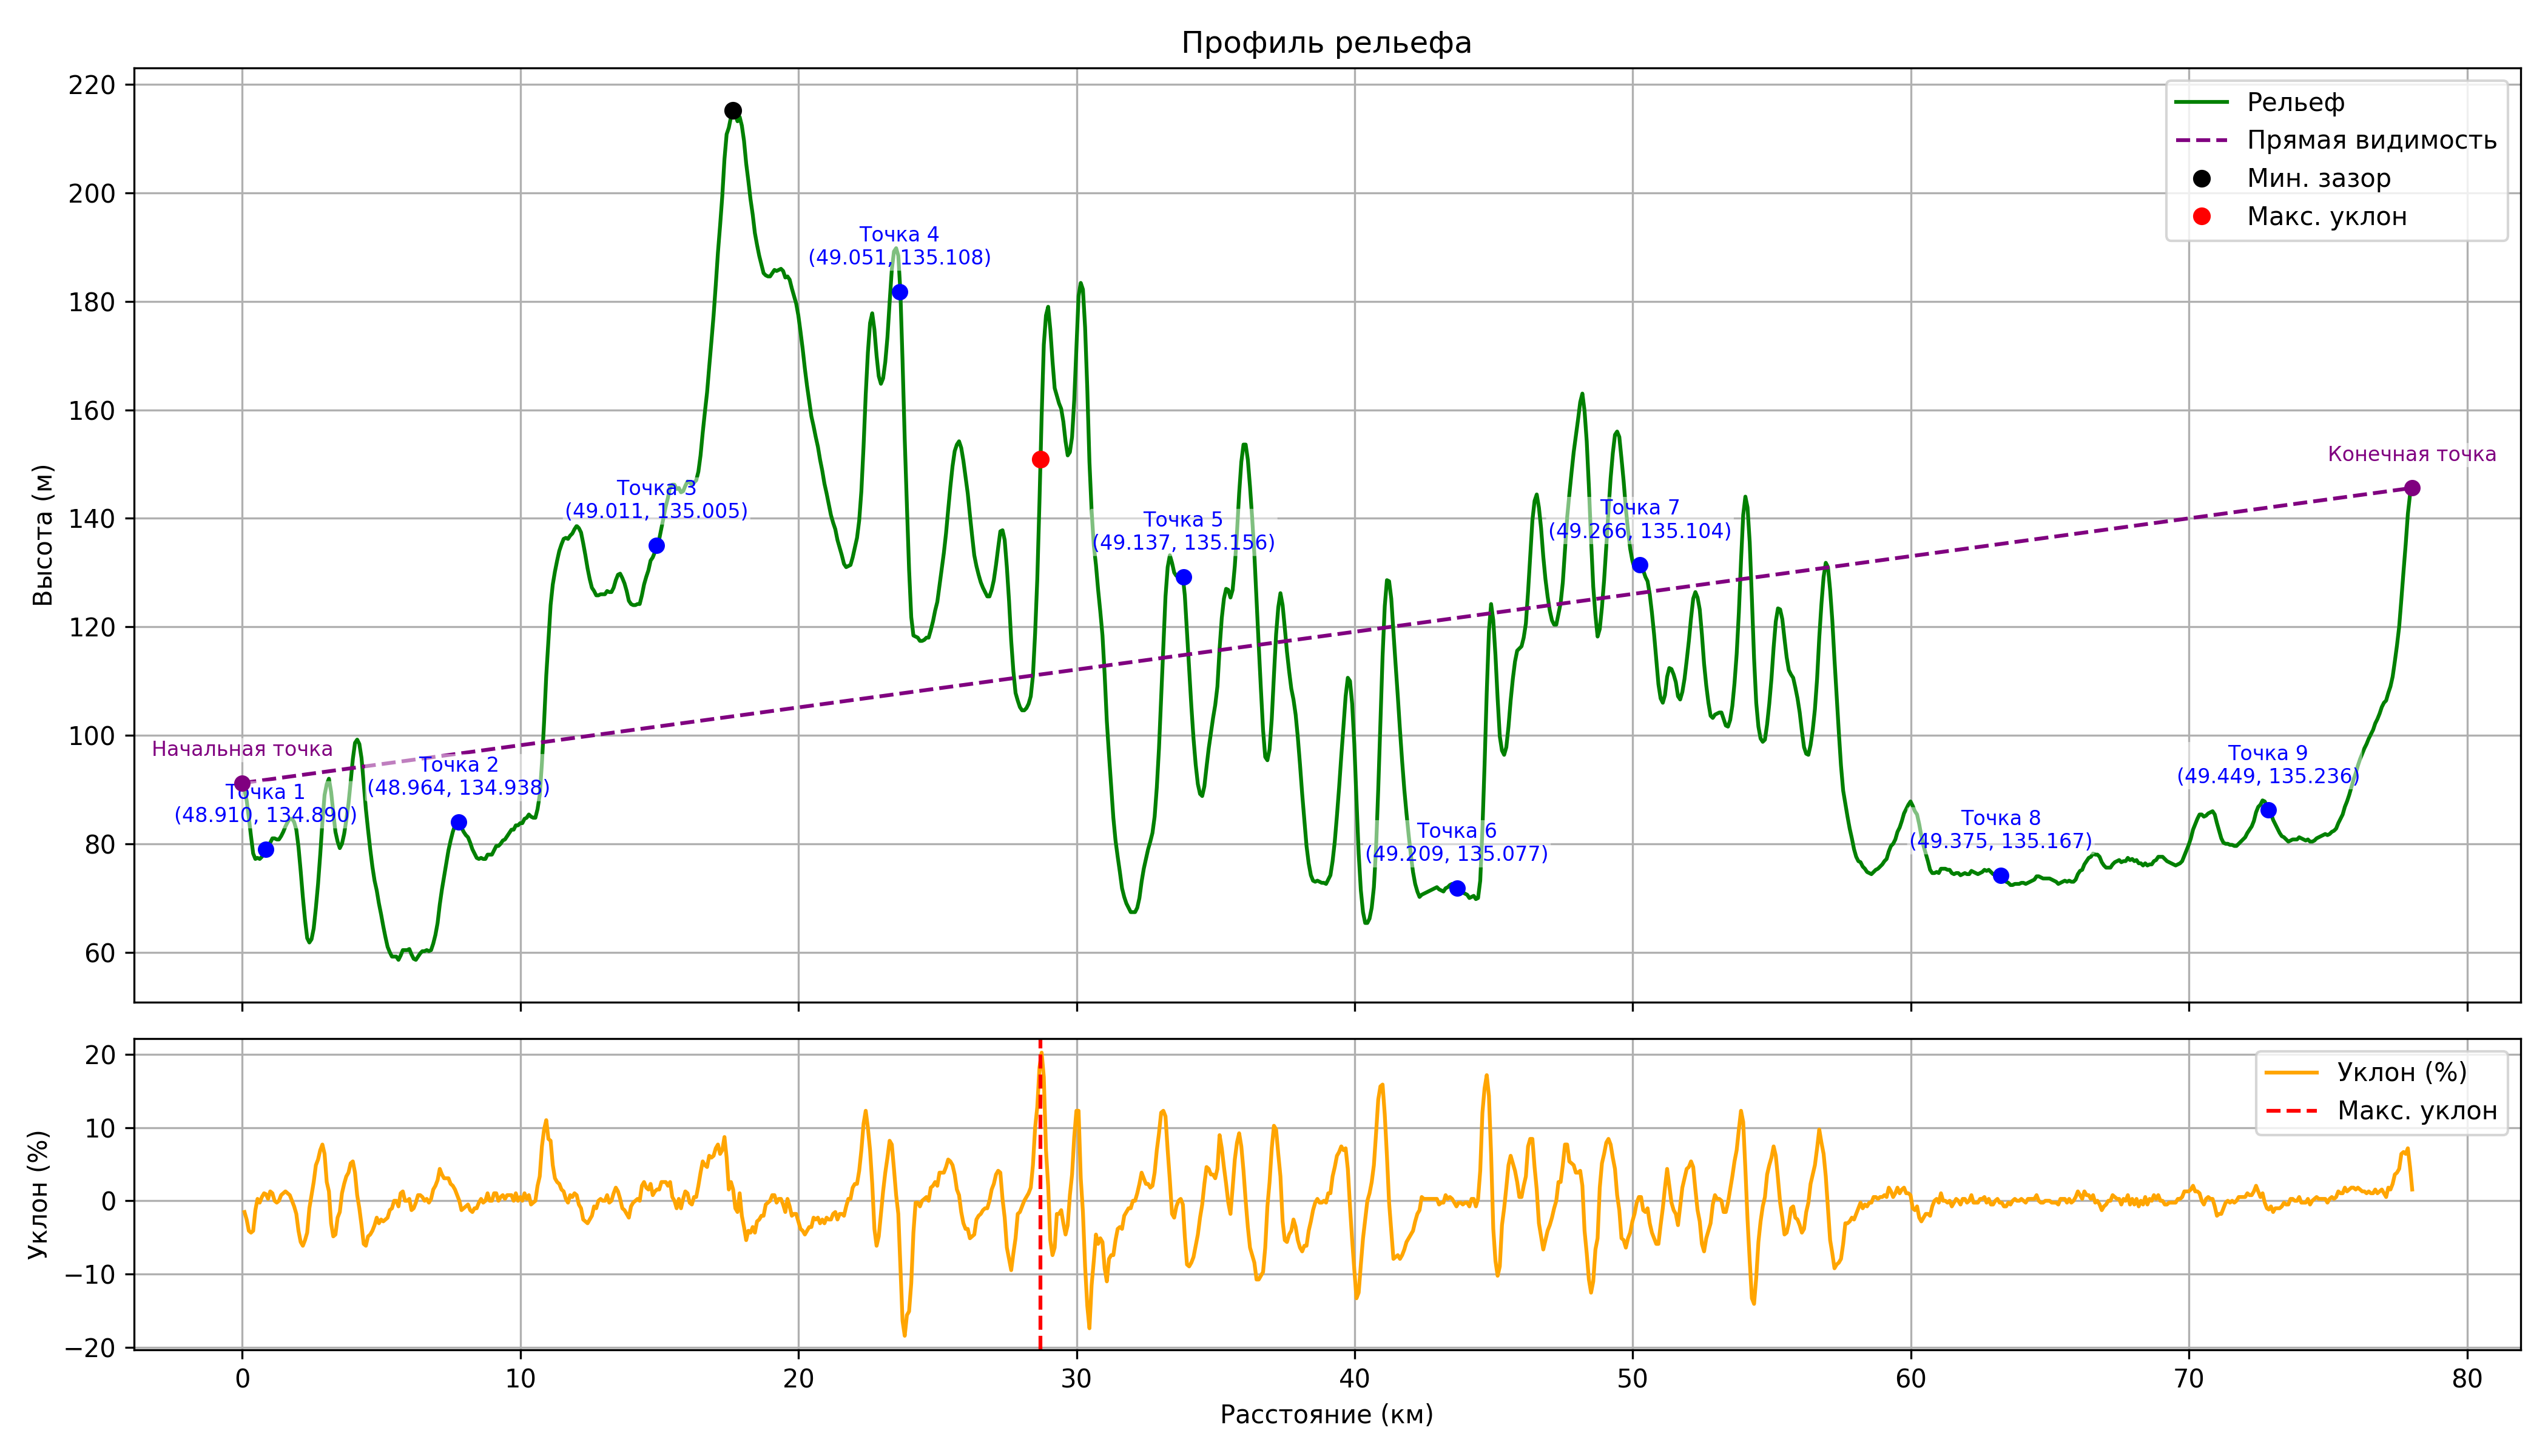 Профиль рельефа
Высота (м)
220
200
180
160
140
120
100
80
60
Рельеф
Прямая видимость
Мин. зазор
Макс. уклон
Начальная точка
Точка 1
(48.910, 134.890)
Точка 2
(48.964, 134.938)
Точка 3
(49.011, 135.005)
Точка 4
(49.051, 135.108)
Точка 5
(49.137, 135.156)
Точка 6
(49.209, 135.077)
Точка 7
(49.266, 135.104)
Точка 8
(49.375, 135.167)
Точка 9
(49.449, 135.236)
Конечная точка
Уклон (%)
20
10
0
−10
−20
Уклон (%)
Макс. уклон
0 10 20 30 40 50 60 70 80
Расстояние (км)